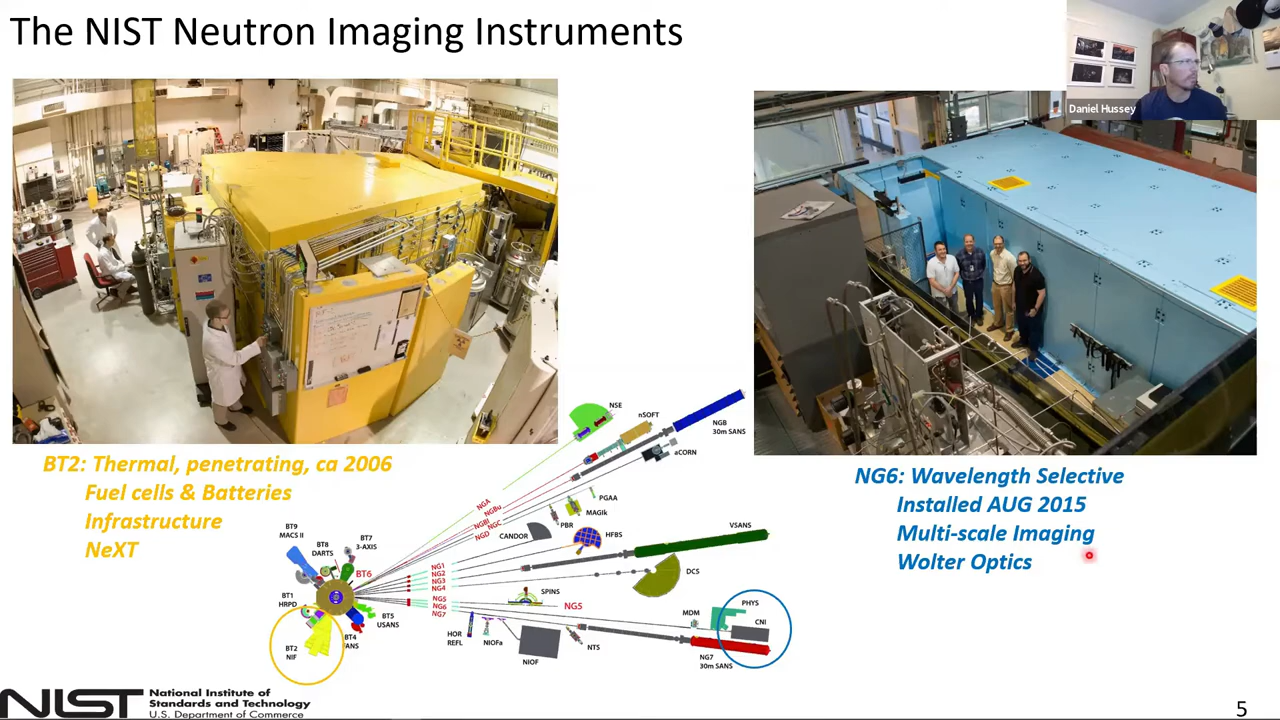 The NIST Neutron Imaging Instruments
Daniel Hussey
BT2: Thermal, penetrating, ca 2006
Fuel cells & Batteries
Infrastructure
NeXT
NG6: Wavelength Selective
Installed AUG 2015
Multi-scale Imaging
Wolter Optics
NSE
nSOFT
NGB
30m SANS
aCORN
NGA
NGBu
NGBl
NGC
NGD
PGAA
MAGIk
PBR
CANDOR
HFBS
VSANS
DCS
BT9
MACS II
BT8
DARTS
BT7
3-AXIS
BT6
NG1
NG2
NG3
NG4
NG5
NG6
NG7
BT1
HRPD
BT2
NIF
BT4
ANS
BT5
USANS
SPINS
NG5
HOR
REFL
NIOFa
NIOF
NTS
MDM
PHYS
CNI
NG7
30m SANS
NIST
National Institute of
Standards and Technology
U.S. Department of Commerce
5